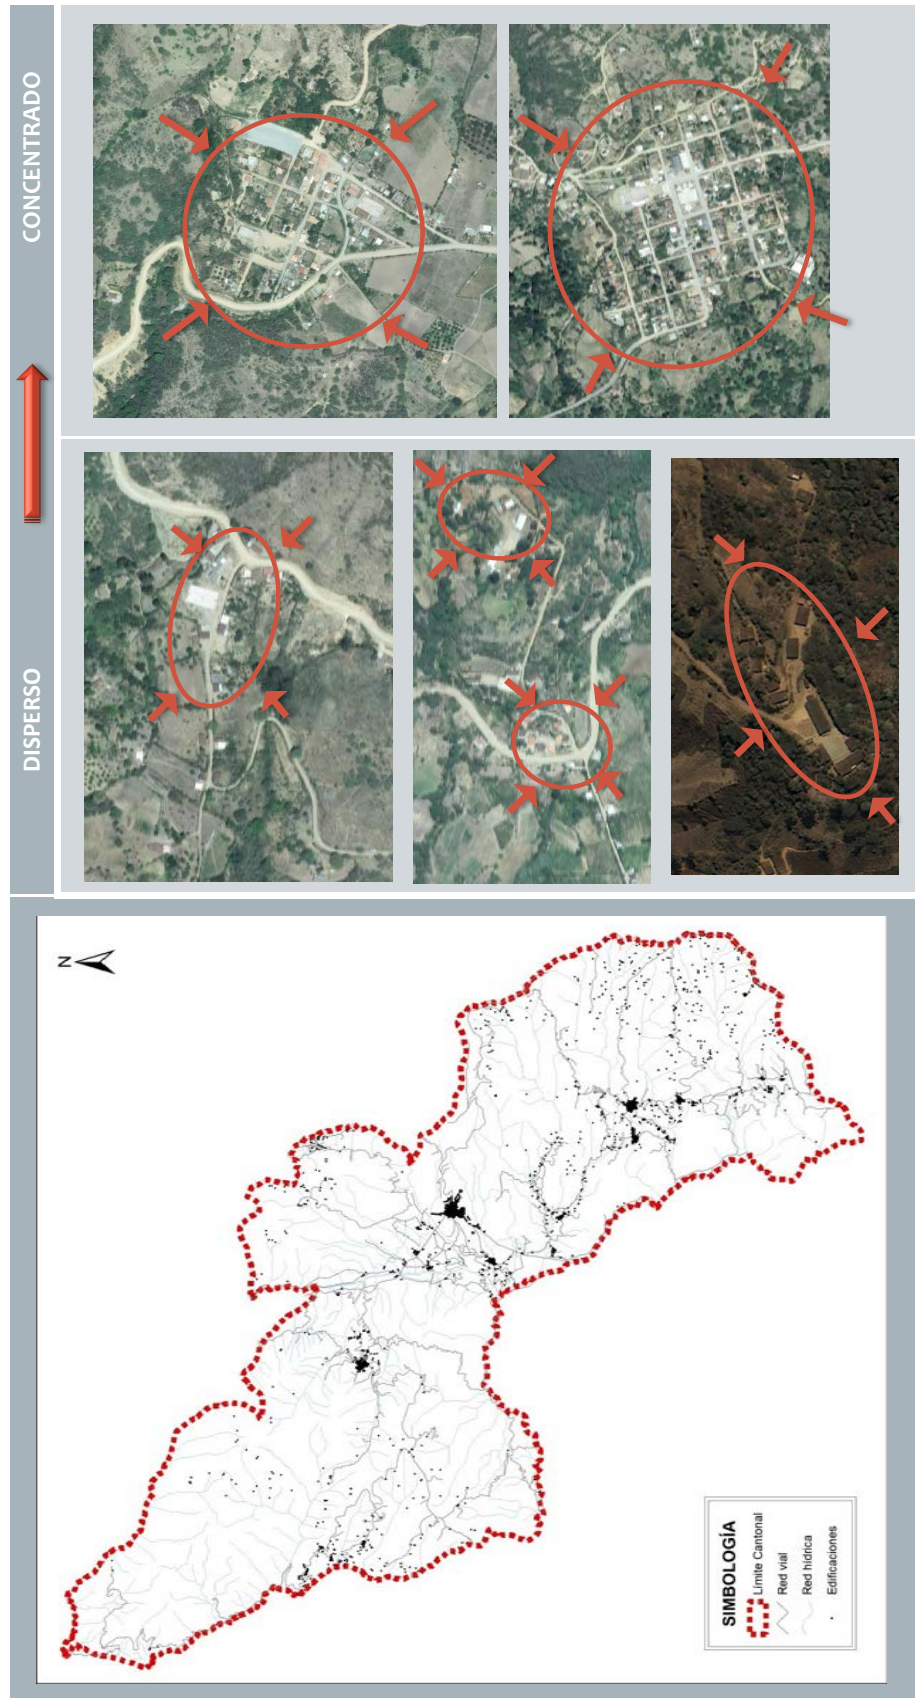 CONCENTRADO
DISPERSO
N
SIMBOLOGÍA
Límite Cantonal
Red vial
Red hídrica
Edificaciones